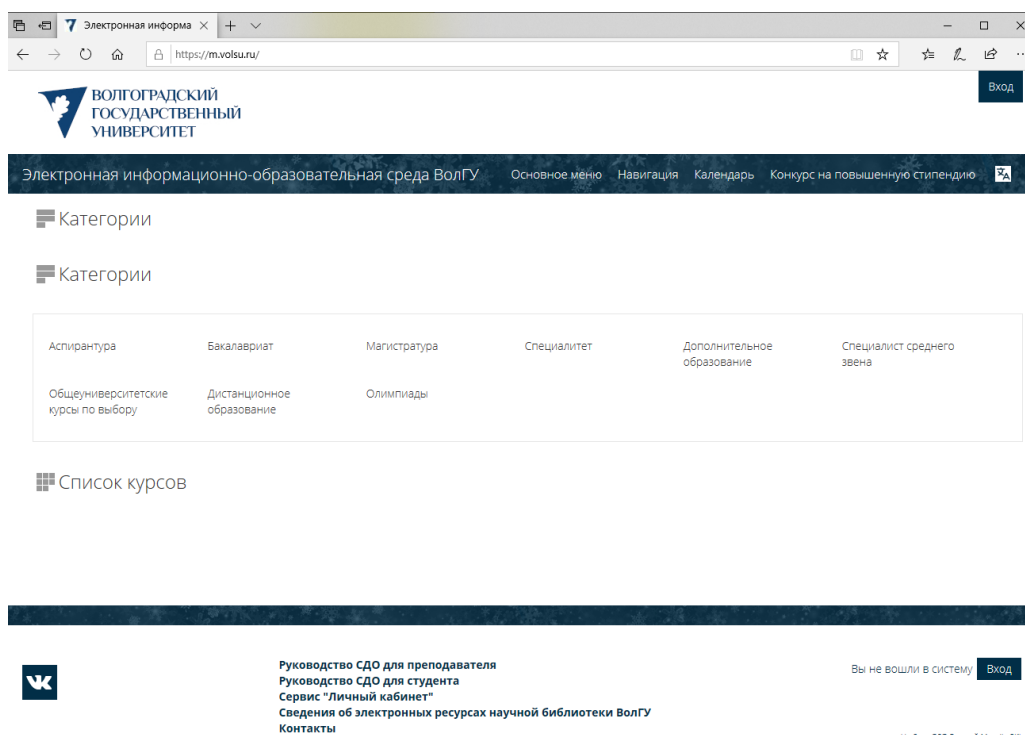 Электронная информа
https://m.volsu.ru/
Вход
ВОЛГОГРАДСКИЙ
ГОСУДАРСТВЕННЫЙ
УНИВЕРСИТЕТ
Электронная информационно-образовательная среда ВолГУ Основное меню Навигация Календарь Конкурс на повышенную стипендию
Категории
Категории
Аспирантура Бакалавриат Магистратура Специалитет Дополнительное образование Специалист среднего звена
Общеуниверситетские курсы по выбору Дистанционное образование Олимпиады
Список курсов
Руководство СДО для преподавателя
Руководство СДО для студента
Сервис "Личный кабинет"
Сведения об электронных ресурсах научной библиотеки ВолГУ
Контакты
Вы не вошли в систему Вход